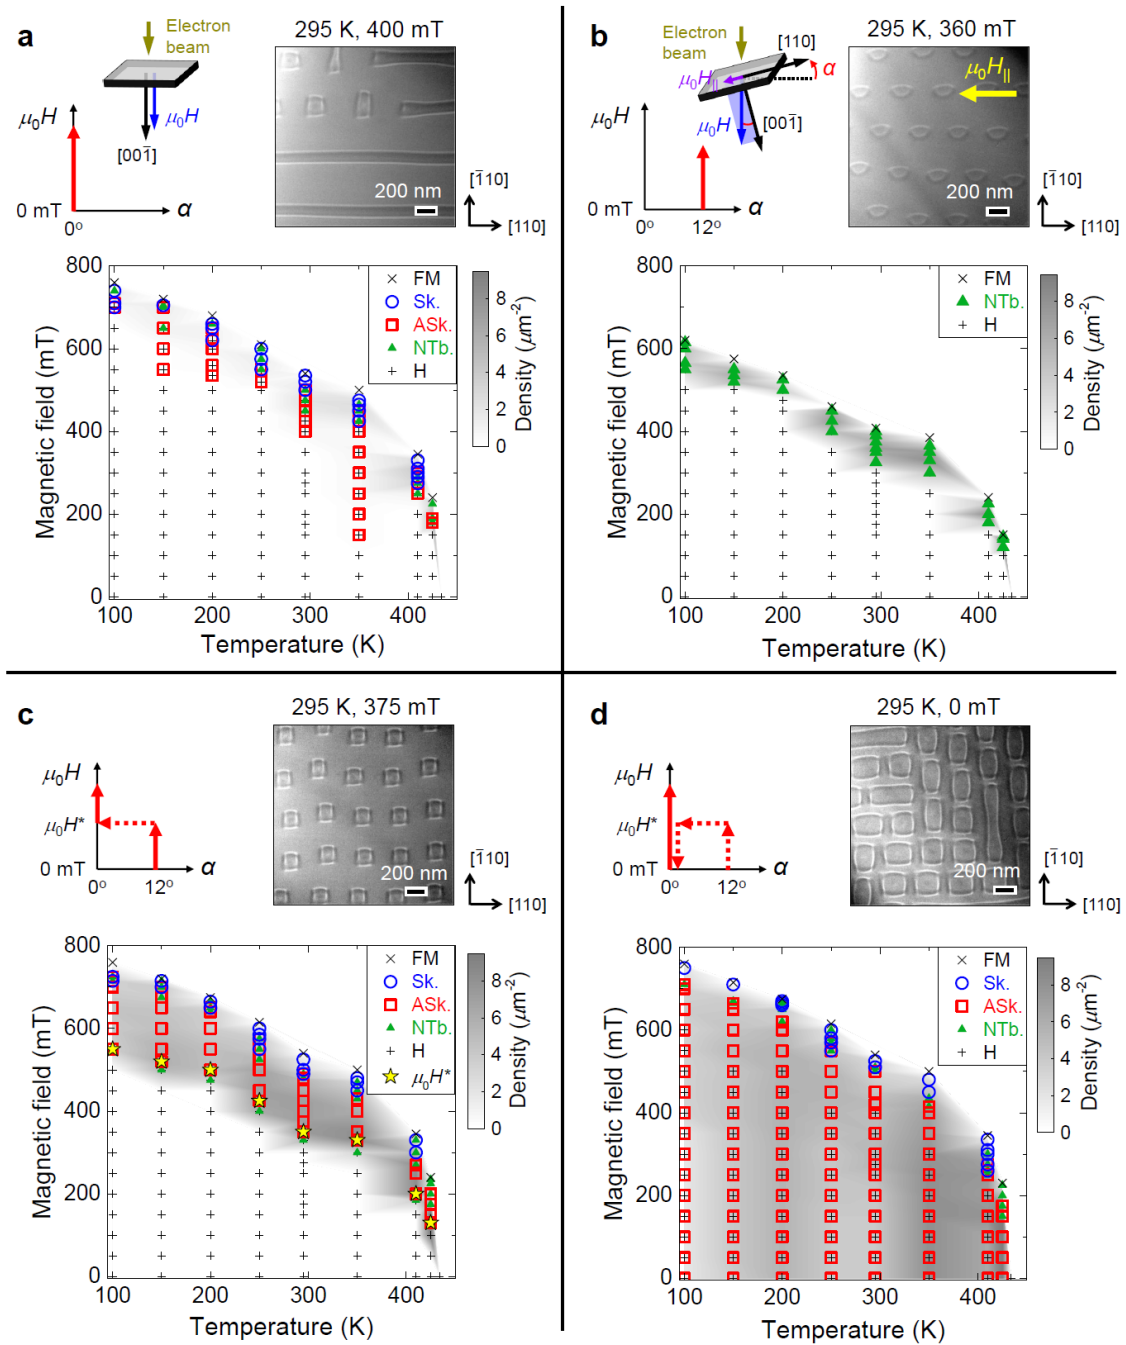 a
Electron
beam
μ₀H
μ₀H
[001̄]
0 mT
0°
α
295 K, 400 mT
200 nm
[1̄10]
[110]
800
600
400
200
0
Magnetic field (mT)
100
200
300
400
Temperature (K)
FM
Sk.
ASk.
NTb.
H
8
6
4
2
0
Density (μm⁻²)
b
Electron
beam
[110]
μ₀H||
α
μ₀H
μ₀H
[001̄]
0 mT
0°
12°
α
295 K, 360 mT
μ₀H||
200 nm
[1̄10]
[110]
800
600
400
200
0
Magnetic field (mT)
100
200
300
400
Temperature (K)
FM
NTb.
H
8
6
4
2
0
Density (μm⁻²)
c
μ₀H
μ₀H*
0 mT
0°
12°
α
295 K, 375 mT
200 nm
[1̄10]
[110]
800
600
400
200
0
Magnetic field (mT)
100
200
300
400
Temperature (K)
FM
Sk.
ASk.
NTb.
H
μ₀H*
8
6
4
2
0
Density (μm⁻²)
d
μ₀H
μ₀H*
0 mT
0°
12°
α
295 K, 0 mT
200 nm
[1̄10]
[110]
800
600
400
200
0
Magnetic field (mT)
100
200
300
400
Temperature (K)
FM
Sk.
ASk.
NTb.
H
8
6
4
2
0
Density (μm⁻²)